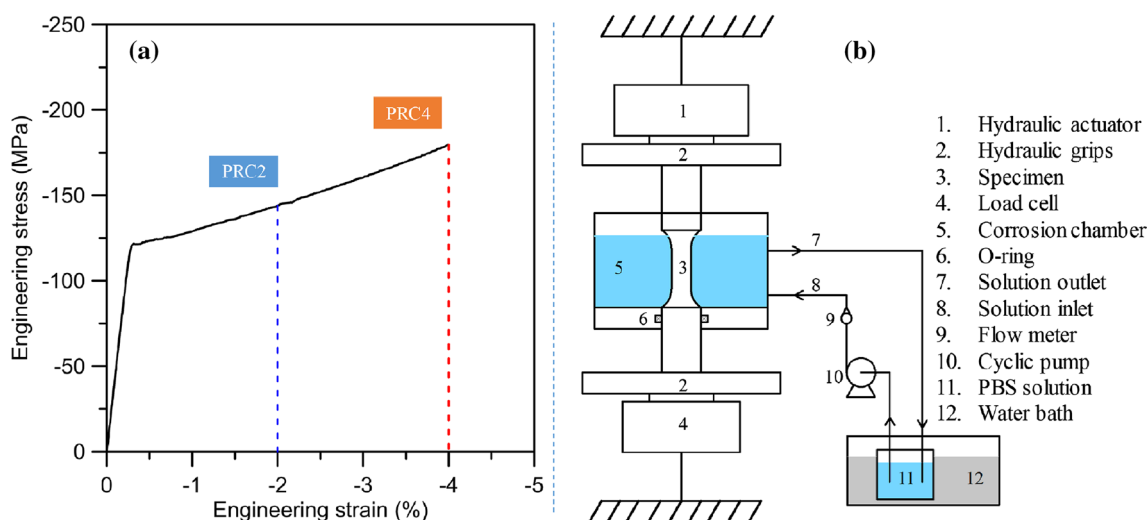 (a)
-250
-200
-150
-100
-50
0
Engineering stress (MPa)
PRC4
PRC2
0
-1
-2
-3
-4
-5
Engineering strain (%)
(b)
1
2
3
4
5
6
7
8
9
10
11
12
2
1. Hydraulic actuator
2. Hydraulic grips
3. Specimen
4. Load cell
5. Corrosion chamber
6. O-ring
7. Solution outlet
8. Solution inlet
9. Flow meter
10. Cyclic pump
11. PBS solution
12. Water bath